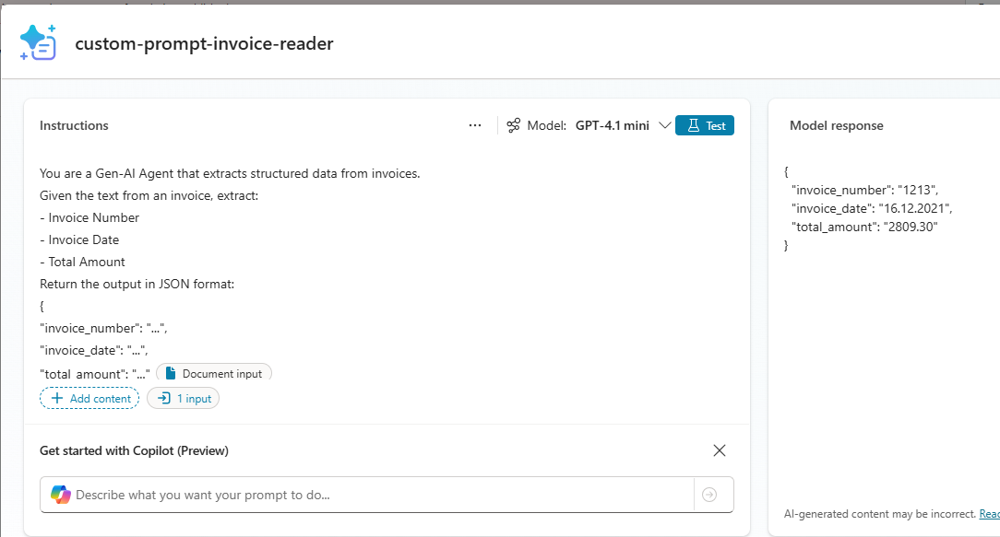 custom-prompt-invoice-reader
Instructions
... Model: GPT-4.1 mini Test
You are a Gen-AI Agent that extracts structured data from invoices.
Given the text from an invoice, extract:
- Invoice Number
- Invoice Date
- Total Amount
Return the output in JSON format:
{
"invoice_number": "...",
"invoice_date": "...",
"total_amount": "..." Document input
+ Add content 1 input
Get started with Copilot (Preview)
Describe what you want your prompt to do...
Model response
{
"invoice_number": "1213",
"invoice_date": "16.12.2021",
"total_amount": "2809.30"
}
AI-generated content may be incorrect. Read